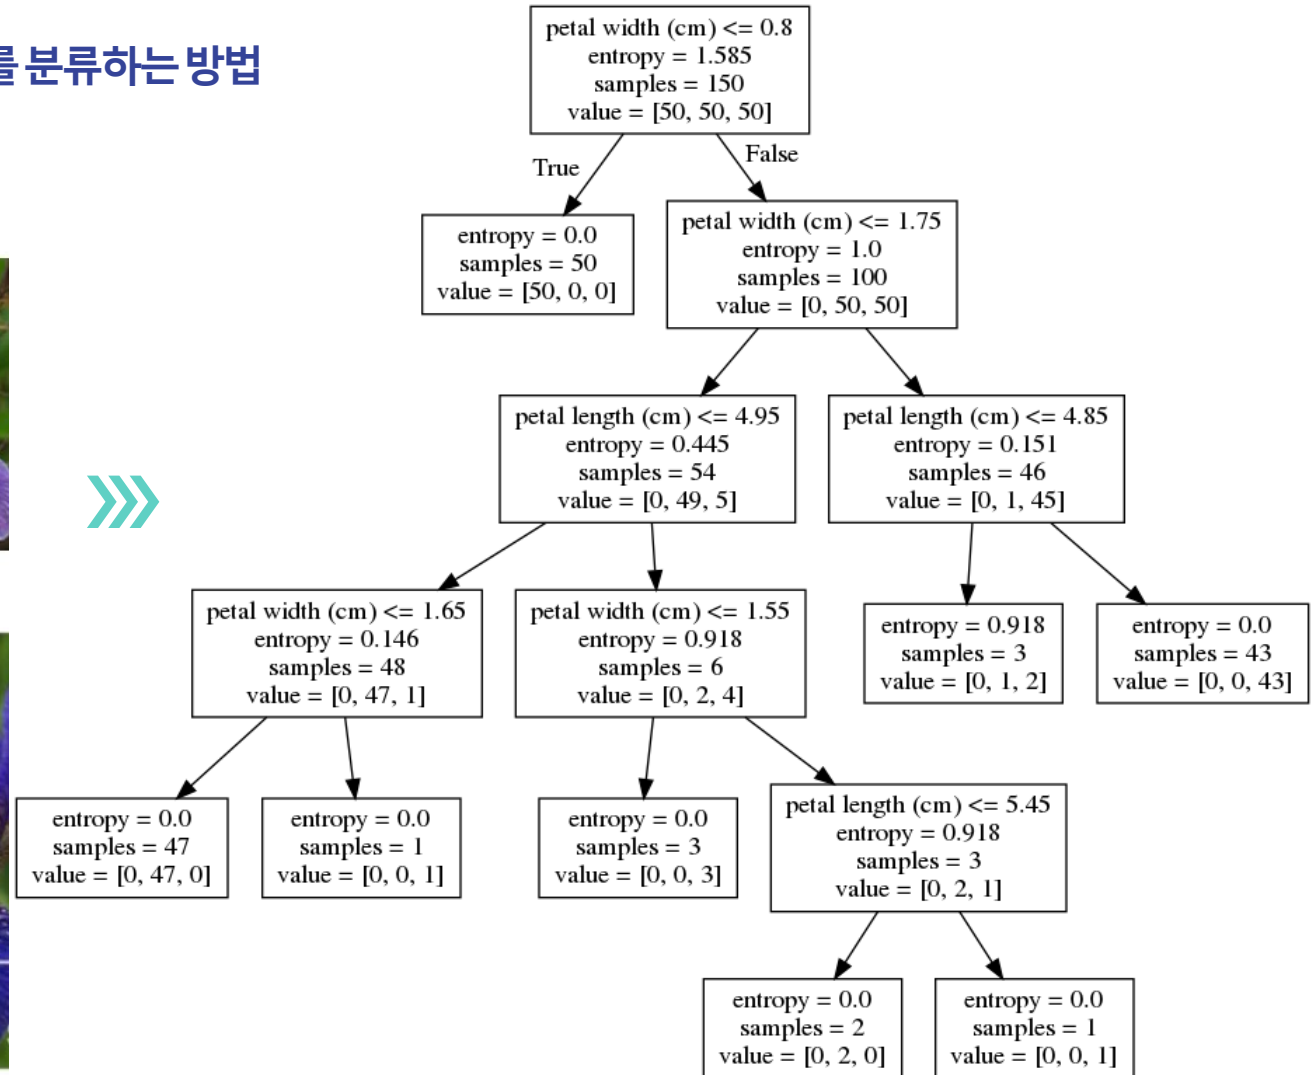 를 분류하는 방법
petal width (cm) <= 0.8
entropy = 1.585
samples = 150
value = [50, 50, 50]
True
False
entropy = 0.0
samples = 50
value = [50, 0, 0]
petal width (cm) <= 1.75
entropy = 1.0
samples = 100
value = [0, 50, 50]
petal length (cm) <= 4.95
entropy = 0.445
samples = 54
value = [0, 49, 5]
petal length (cm) <= 4.85
entropy = 0.151
samples = 46
value = [0, 1, 45]
petal width (cm) <= 1.65
entropy = 0.146
samples = 48
value = [0, 47, 1]
petal width (cm) <= 1.55
entropy = 0.918
samples = 6
value = [0, 2, 4]
entropy = 0.918
samples = 3
value = [0, 1, 2]
entropy = 0.0
samples = 43
value = [0, 0, 43]
entropy = 0.0
samples = 47
value = [0, 47, 0]
entropy = 0.0
samples = 1
value = [0, 0, 1]
entropy = 0.0
samples = 3
value = [0, 0, 3]
petal length (cm) <= 5.45
entropy = 0.918
samples = 3
value = [0, 2, 1]
entropy = 0.0
samples = 2
value = [0, 2, 0]
entropy = 0.0
samples = 1
value = [0, 0, 1]